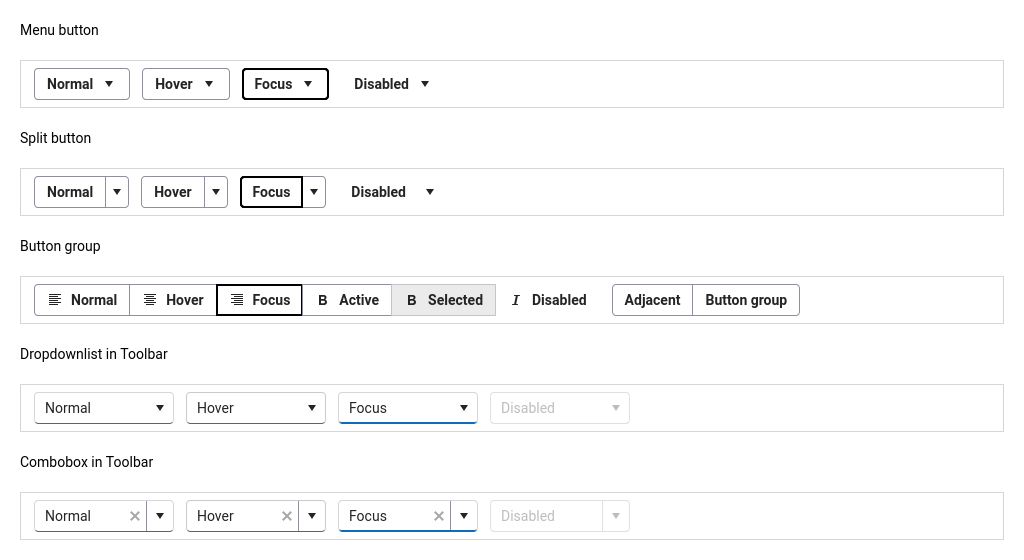 Menu button
Normal Hover Focus Disabled
Split button
Normal Hover Focus Disabled
Button group
Normal Hover Focus B Active B Selected I Disabled Adjacent Button group
Dropdownlist in Toolbar
Normal Hover Focus Disabled
Combobox in Toolbar
Normal Hover Focus Disabled